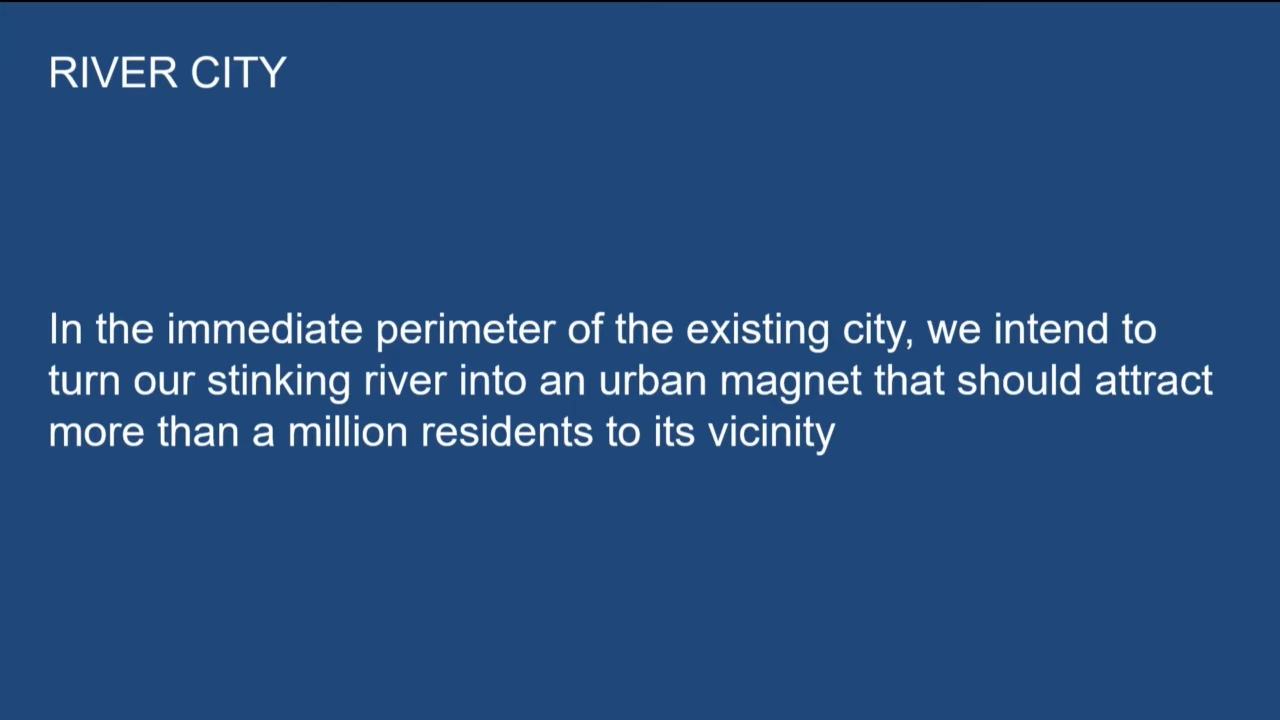 RIVER CITY
In the immediate perimeter of the existing city, we intend to
turn our stinking river into an urban magnet that should attract
more than a million residents to its vicinity